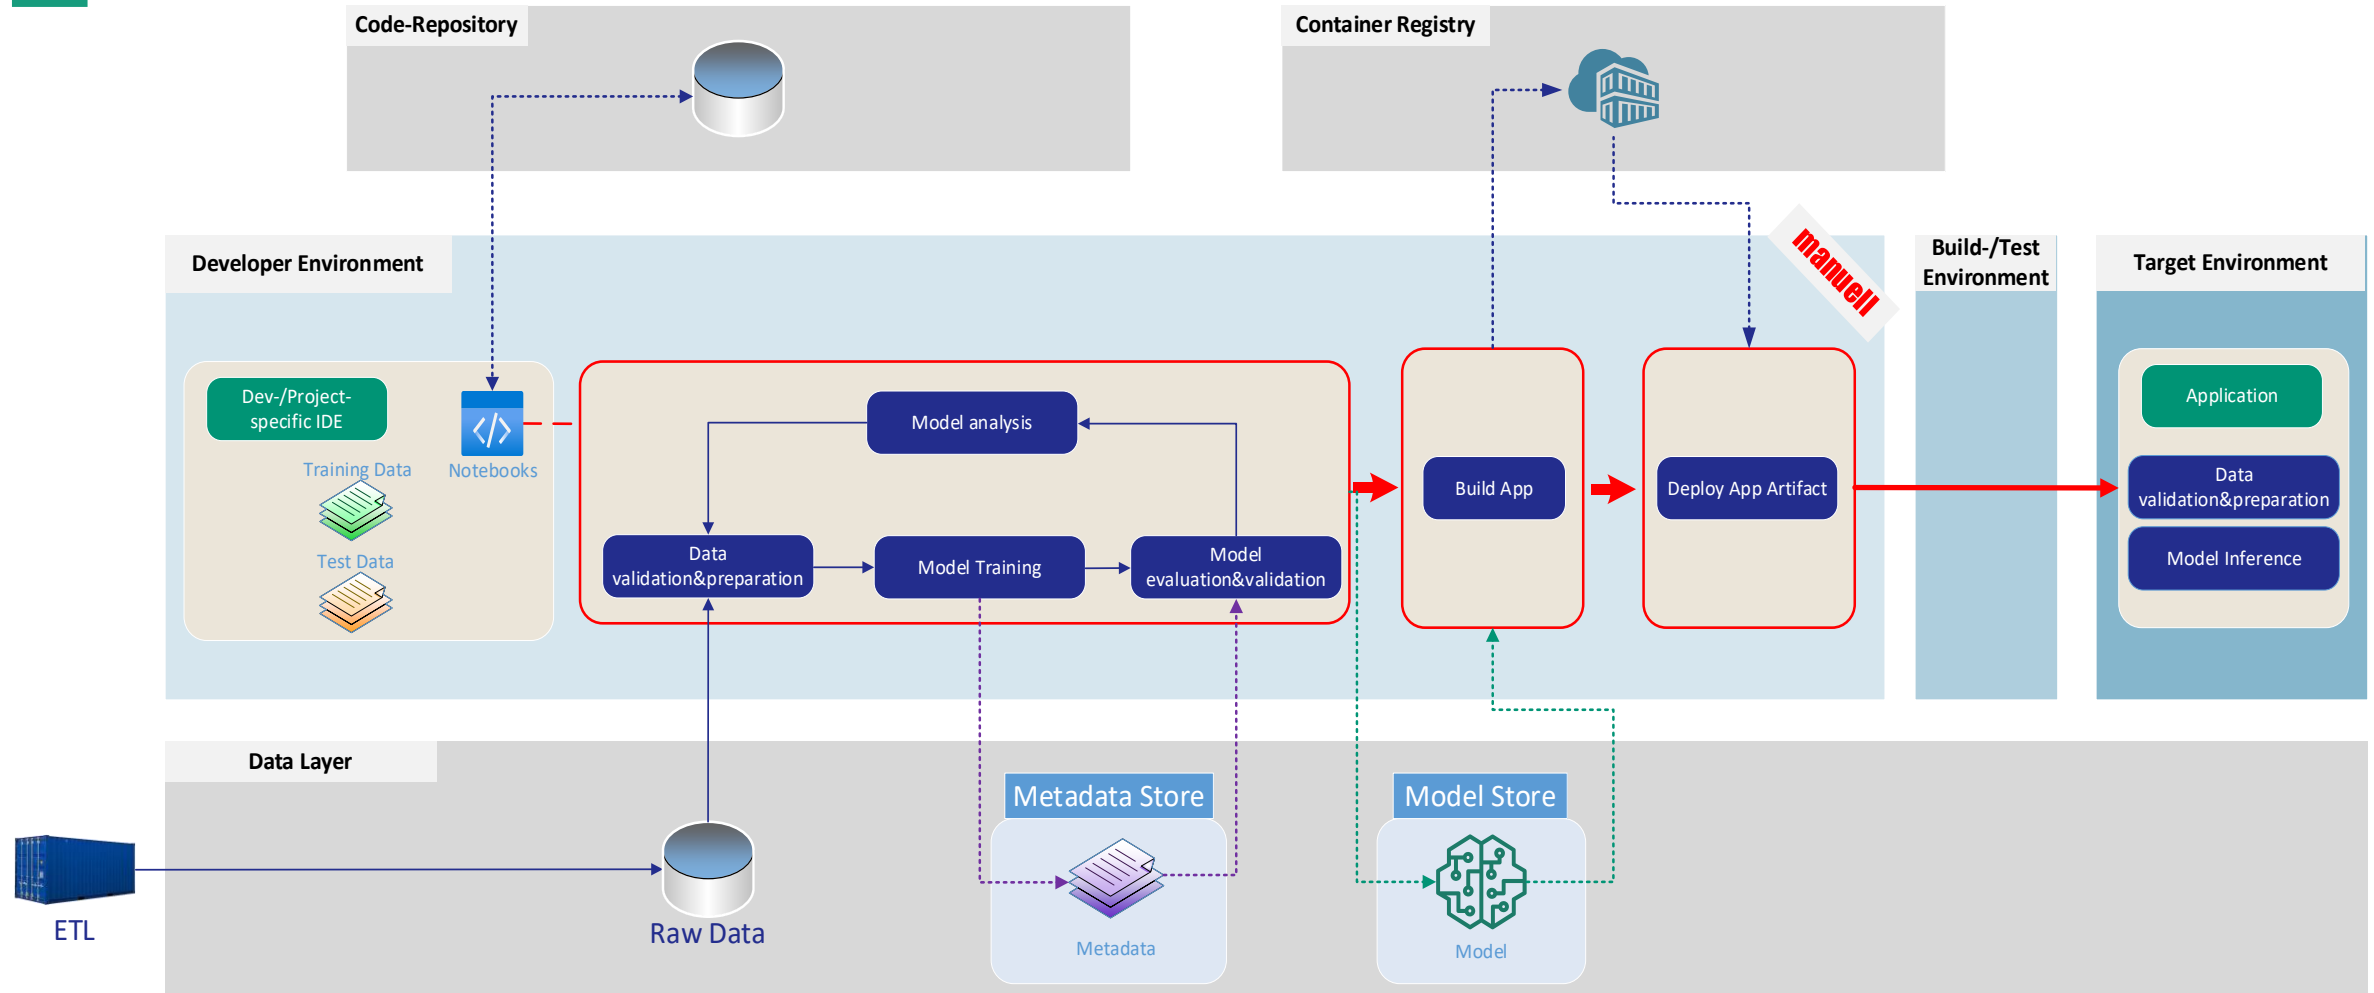 Code-Repository
Container Registry
Developer Environment
manuell
Build-/Test
Environment
Target Environment
Dev-/Project-
specific IDE
Training Data
Test Data
Notebooks
Model analysis
Data
validation&preparation
Model Training
Model
evaluation&validation
Build App
Deploy App Artifact
Application
Data
validation&preparation
Model Inference
Data Layer
ETL
Raw Data
Metadata Store
Metadata
Model Store
Model